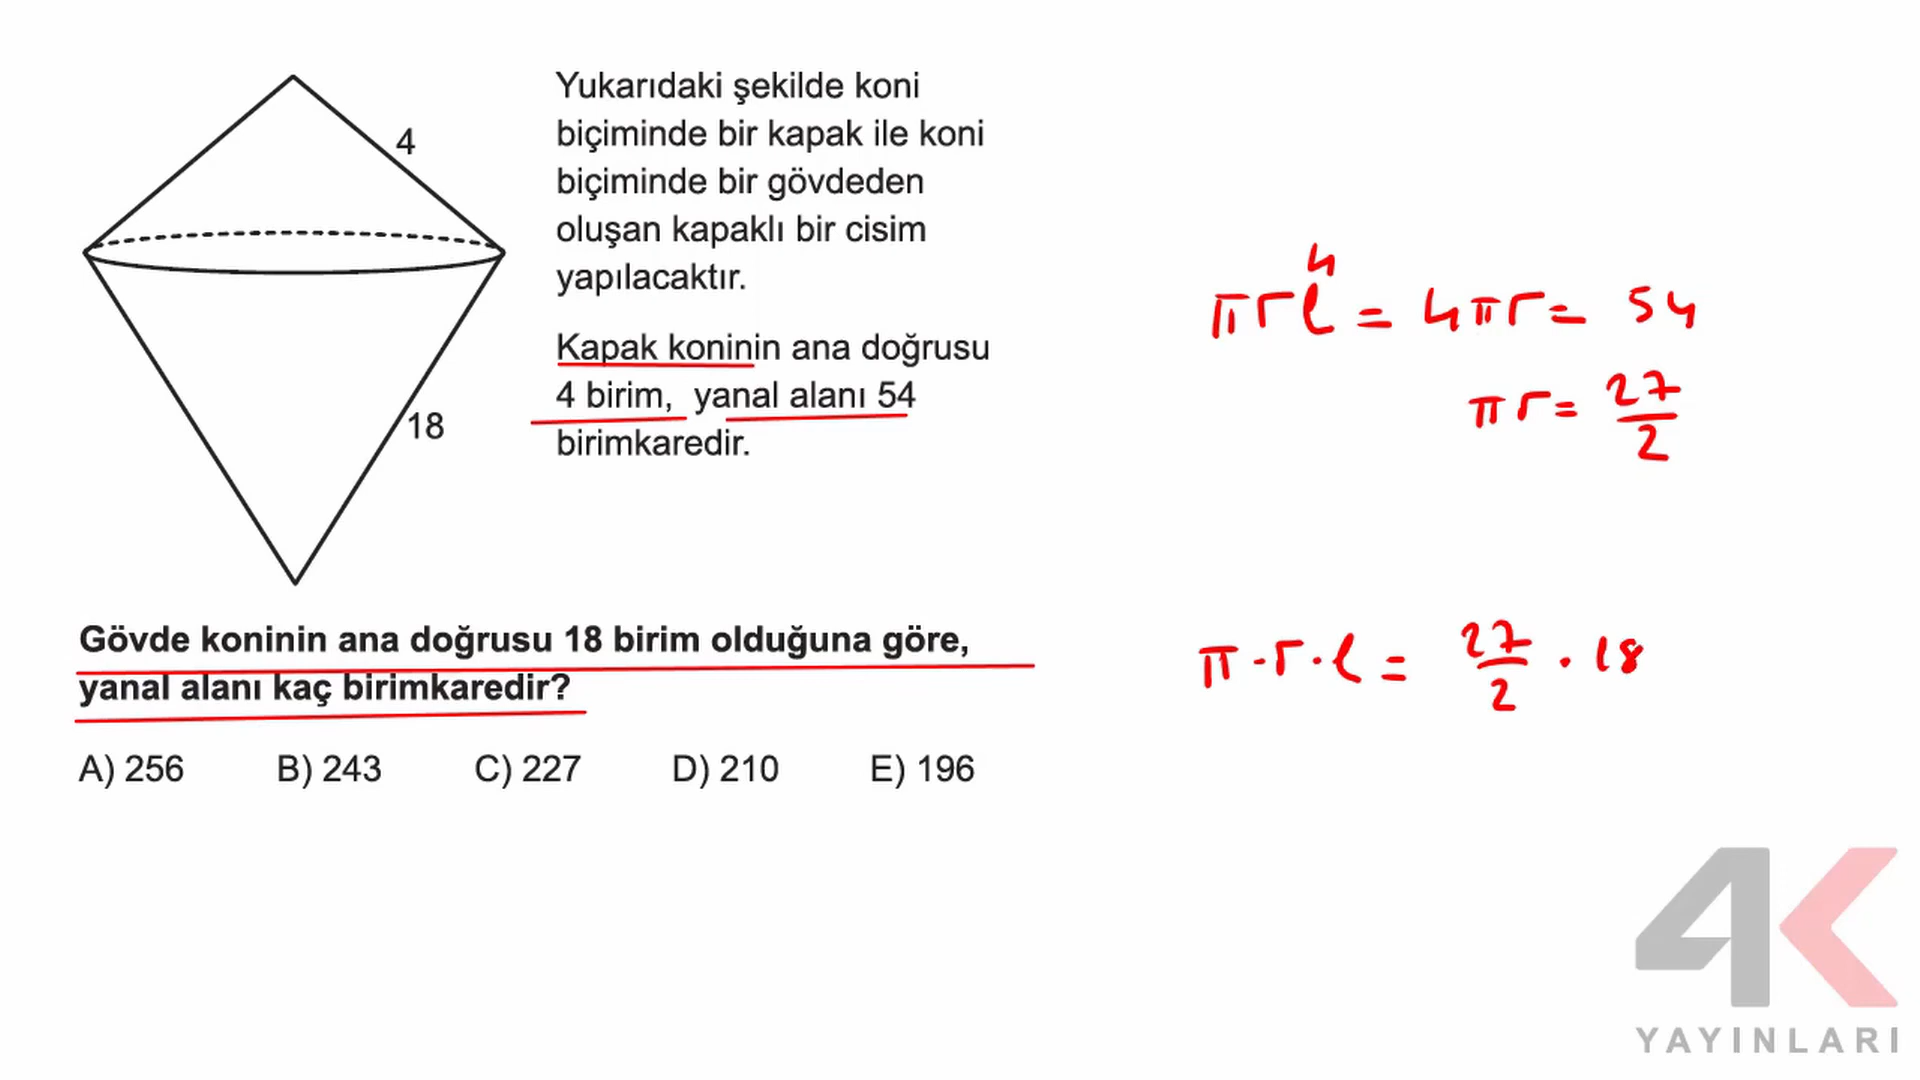 4
18
Yukarıdaki şekilde koni
biçiminde bir kapak ile koni
biçiminde bir gövdeden
oluşan kapaklı bir cisim
yapılacaktır.
Kapak koninin ana doğrusu
4 birim, yanal alanı 54
birimkaredir.
Gövde koninin ana doğrusu 18 birim olduğuna göre,
yanal alanı kaç birimkaredir?
A) 256 B) 243 C) 227 D) 210 E) 196
4
πrl = 4πr = 54
πr = 27/2
π·r·l = 27/2 · 18
4K
YAYINLARI